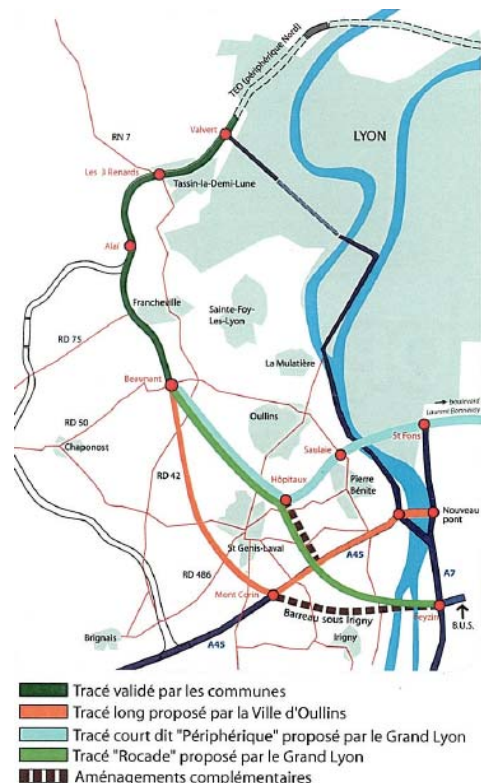 TEO (périphérique Nord)
LYON
Valvert
RN 7
Les 3 Renards
Tassin-la-Demi-Lune
Alaï
Francheville
Sainte-Foy-
Les-Lyon
RD 75
La Mulatière
Beaunant
boulevard
Laurent Bonnevay
RD 50
Oullins
St Fons
Chaponost
Saulaie
RD 42
Hôpitaux
Pierre
Bénite
Nouveau
pont
St Genis-Laval
A45
RD 486
A7
Mont Corin
Feyzin
Barreau sous Irigny
B.U.S.
Brignais
A45
Irigny
Tracé validé par les communes
Tracé long proposé par la Ville d'Oullins
Tracé court dit "Périphérique" proposé par le Grand Lyon
Tracé "Rocade" proposé par le Grand Lyon
Aménagements complémentaires